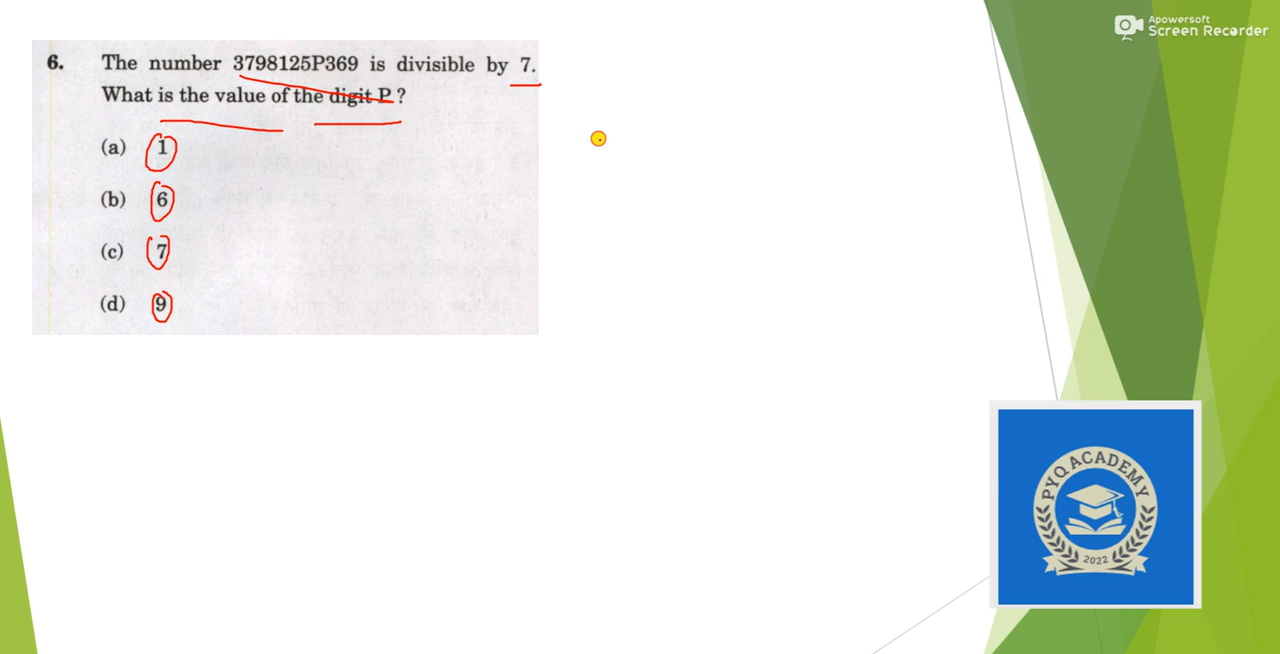 Apowersoft
Screen Recorder
6. The number 3798125P369 is divisible by 7.
What is the value of the digit P ?
(a) 1
(b) 6
(c) 7
(d) 9
PYQ ACADEMY
2022